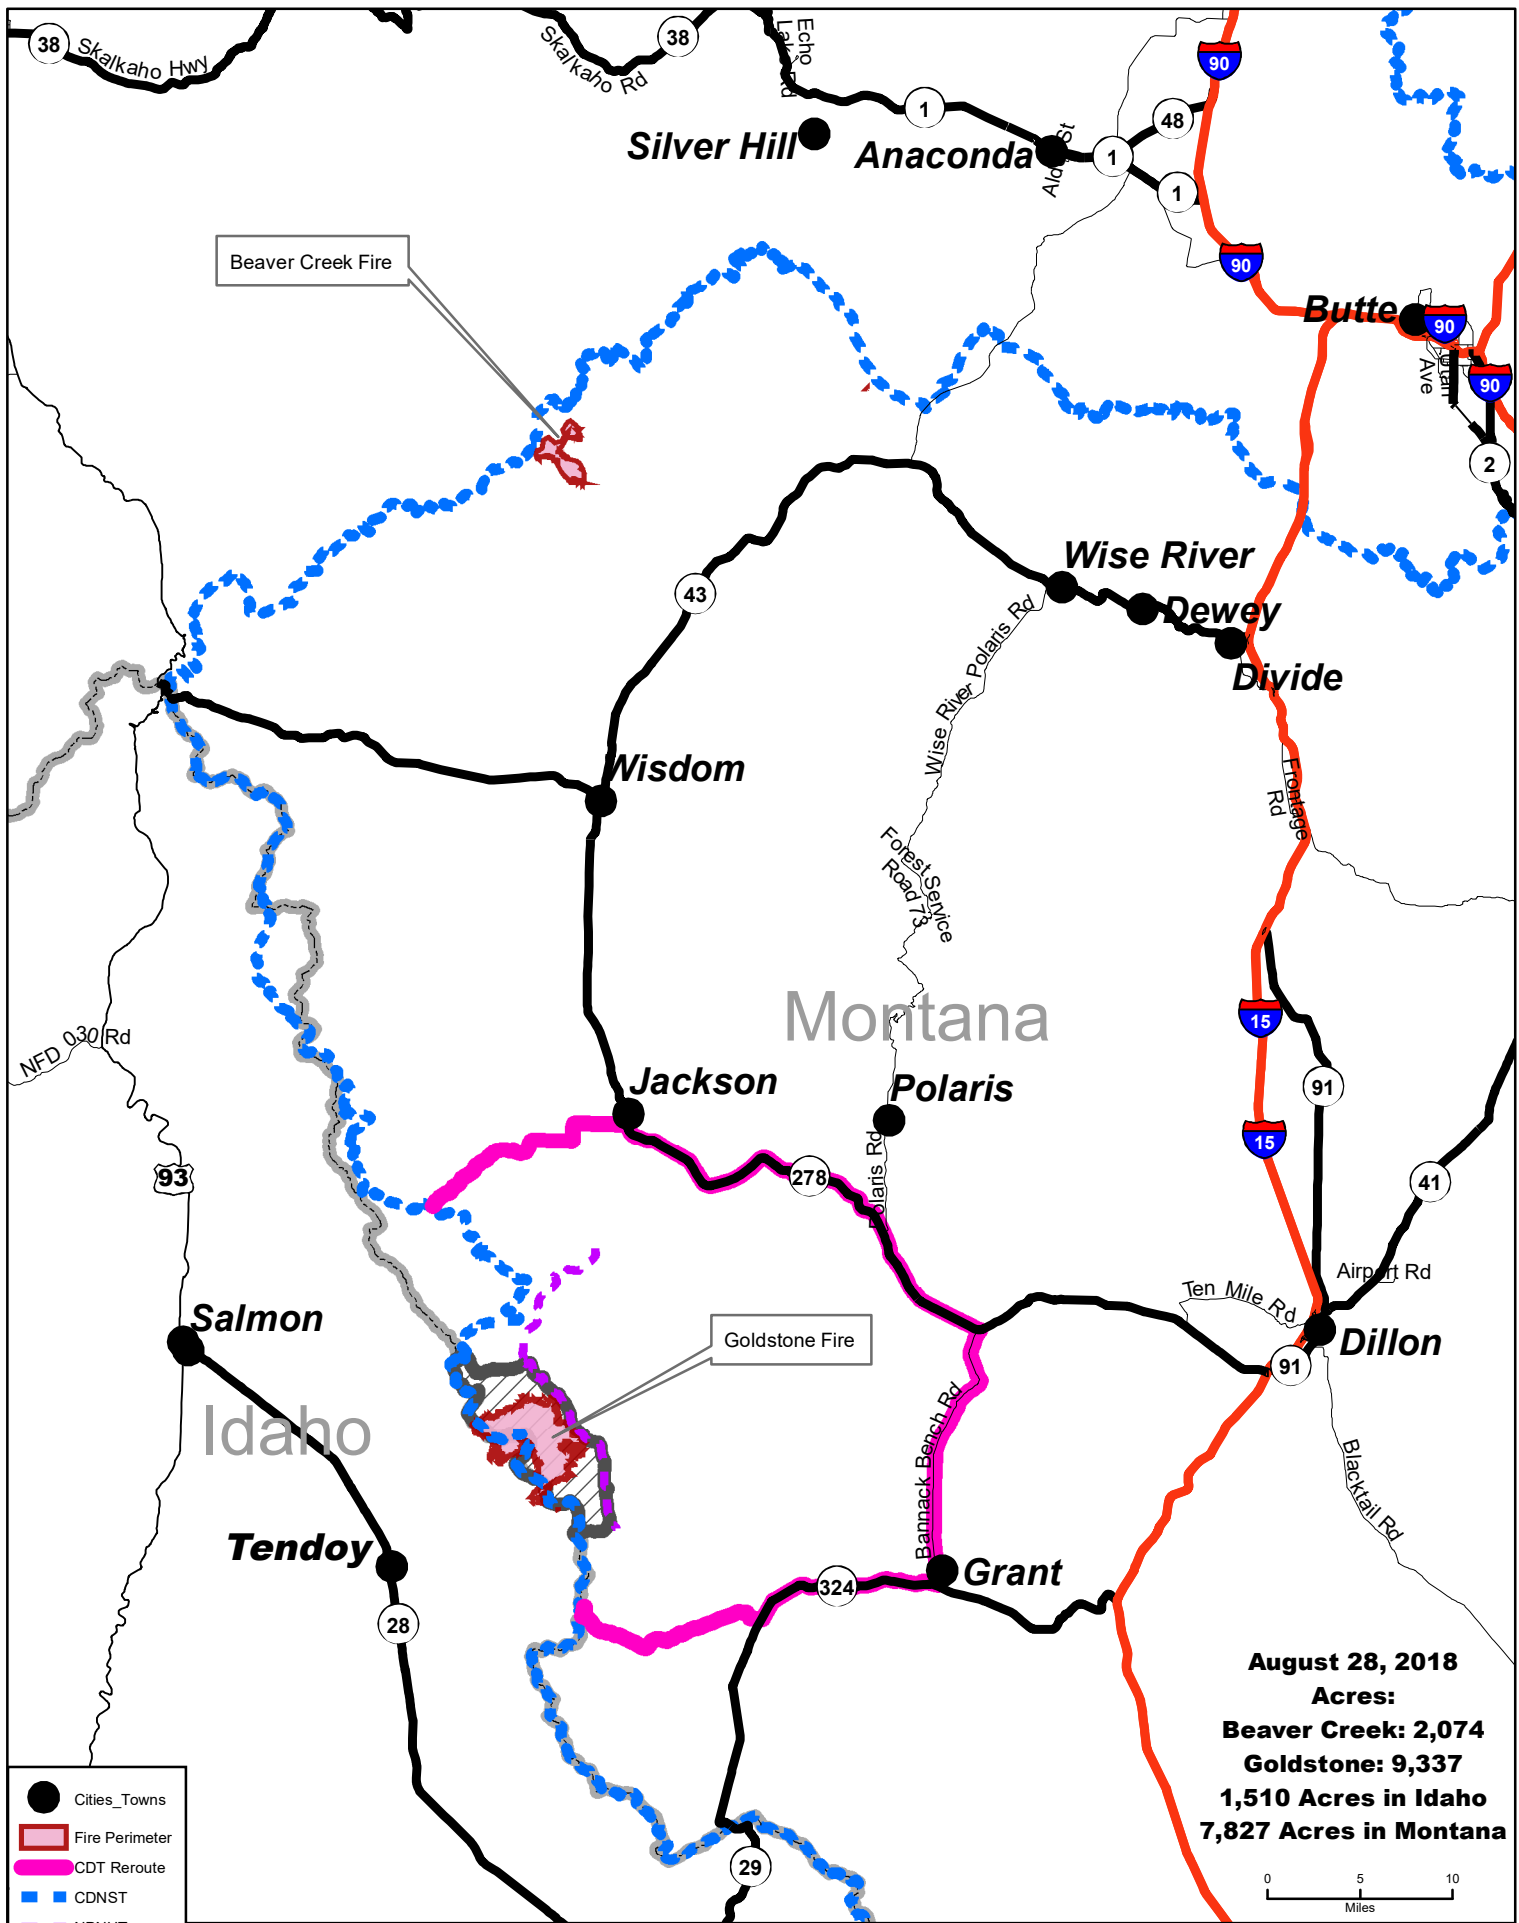 38
Skalkaho Hwy
Skalkaho Rd
38
Echo
Lake Rd
90
1
48
Silver Hill
Anaconda
1
1
90
Beaver Creek Fire
Butte
90
Utah
Ave
90
2
Wise River
43
Dewey
Wise River Polaris Rd
Divide
Wisdom
Frontage
Rd
Forest Service
Road 73
Montana
15
NFD 030 Rd
Jackson
Polaris
91
15
93
278
Polaris Rd
41
Airport Rd
Ten Mile Rd
Salmon
Goldstone Fire
Dillon
91
Idaho
Bannack Bench Rd
Blacktail Rd
Tendoy
Grant
324
28
August 28, 2018
Acres:
Beaver Creek: 2,074
Goldstone: 9,337
1,510 Acres in Idaho
7,827 Acres in Montana
Cities_Towns
Fire Perimeter
CDT Reroute
CDNST
29
0 5 10
Miles